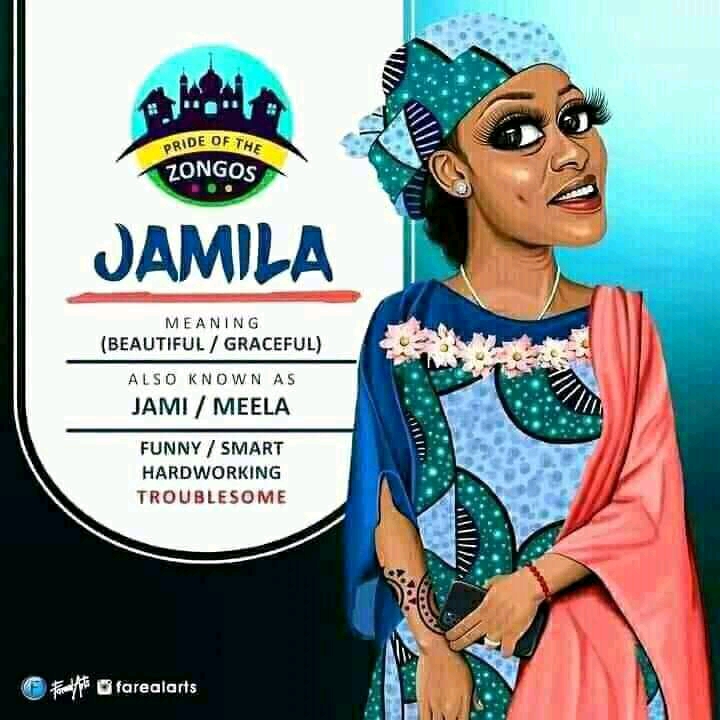 PRIDE OF THE
ZONGOS
JAMILA
MEANING
(BEAUTIFUL / GRACEFUL)
ALSO KNOWN AS
JAMI / MEELA
FUNNY / SMART
HARDWORKING
TROUBLESOME
farealarts